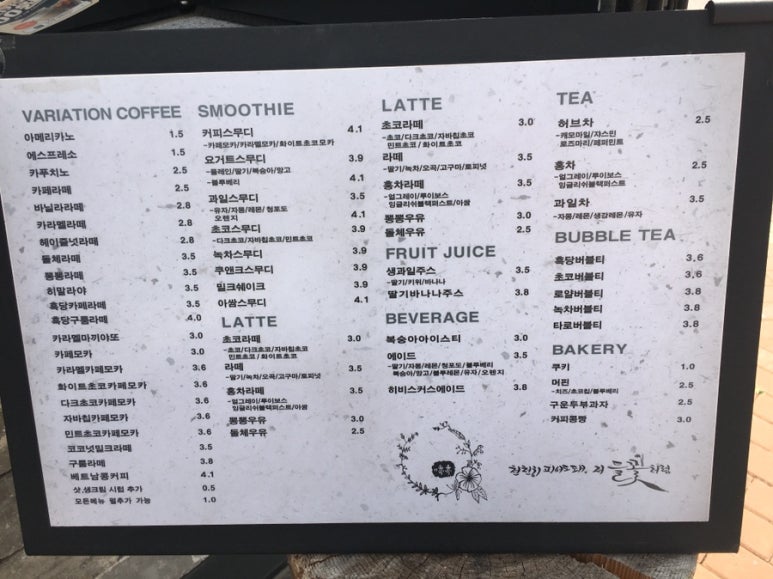 VARIATION COFFEE
아메리카노 1.5
에스프레소 1.5
카푸치노 2.5
카페라떼 2.5
바닐라라떼 2.8
카라멜라떼 2.8
헤이즐넛라떼 2.8
돌체라떼 3.5
뿅뿅라떼 3.5
히말라야 3.5
흑당카페라떼 3.5
흑당구름라떼 4.0
카라멜마끼아또 3.0
카페모카 3.0
카라멜카페모카 3.6
화이트초코카페모카 3.6
다크초코카페모카 3.6
자바칩카페모카 3.6
민트초코카페모카 3.6
코코넛밀크라떼 3.5
구름라떼 3.8
베트남콩커피 4.1
샷,생크림 시럽 추가 0.5
모든메뉴 펄추가 가능 1.0
SMOOTHIE
커피스무디 4.1
-카페모카/카라멜모카/화이트초코모카
요거트스무디 3.9
-플레인/딸기/복숭아/망고
-블루베리 4.1
과일스무디 3.9
-유자/자몽/레몬/청포도
오렌지 4.1
초코스무디 3.9
-다크초코/자바칩초코/민트초코
녹차스무디 3.9
쿠앤크스무디 3.9
밀크쉐이크 3.9
아쌈스무디 4.1
LATTE
초코라떼 3.0
-초코/다크초코/자바칩초코
민트초코/화이트초코
라떼 3.5
-딸기/녹차/오곡/고구마/토피넛
홍차라떼 3.5
-얼그레이/루이보스
잉글리쉬블랙퍼스트/아쌈
뿅뿅우유 3.0
돌체우유 2.5
LATTE
초코라떼 3.0
-초코/다크초코/자바칩초코
민트초코/화이트초코
라떼 3.5
-딸기/녹차/오곡/고구마/토피넛
홍차라떼 3.5
-얼그레이/루이보스
잉글리쉬블랙퍼스트/아쌈
뿅뿅우유 3.0
돌체우유 2.5
FRUIT JUICE
생과일주스 3.5
-딸기/키위/바나나
딸기바나나주스 3.8
BEVERAGE
복숭아아이스티 3.0
에이드 3.5
-딸기/자몽/레몬/청포도/블루베리
복숭아/망고/블루레몬/유자/오렌지
히비스커스에이드 3.8
TEA
허브차 2.5
-캐모마일/쟈스민
로즈마리/페퍼민트
홍차 2.5
-얼그레이/루이보스
잉글리쉬블랙퍼스트
과일차 3.5
-자몽/레몬/생강레몬/유자
BUBBLE TEA
흑당버블티 3.6
초코버블티 3.6
로얄버블티 3.8
녹차버블티 3.8
타로버블티 3.8
BAKERY
쿠키 1.0
머핀 2.5
-치즈/초코칩/블루베리
구운두부과자 2.5
커피콩빵 3.0